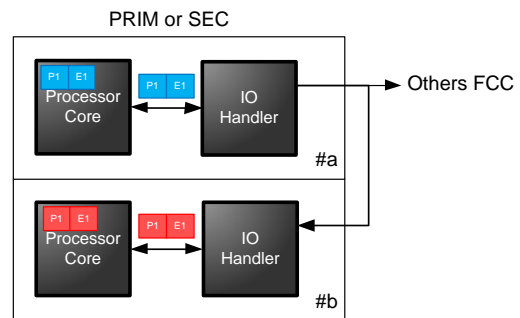 PRIM or SEC
P1 E1
Processor
Core
P1 E1
IO
Handler
Others FCC
#a
P1 E1
Processor
Core
P1 E1
IO
Handler
#b